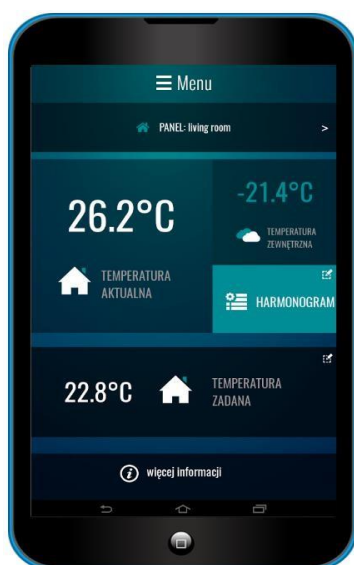 ☰ Menu
PANEL: living room >
26.2°C
TEMPERATURA
AKTUALNA
-21.4°C
TEMPERATURA
ZEWNĘTRZNA
HARMONOGRAM
22.8°C
TEMPERATURA
ZADANA
więcej informacji